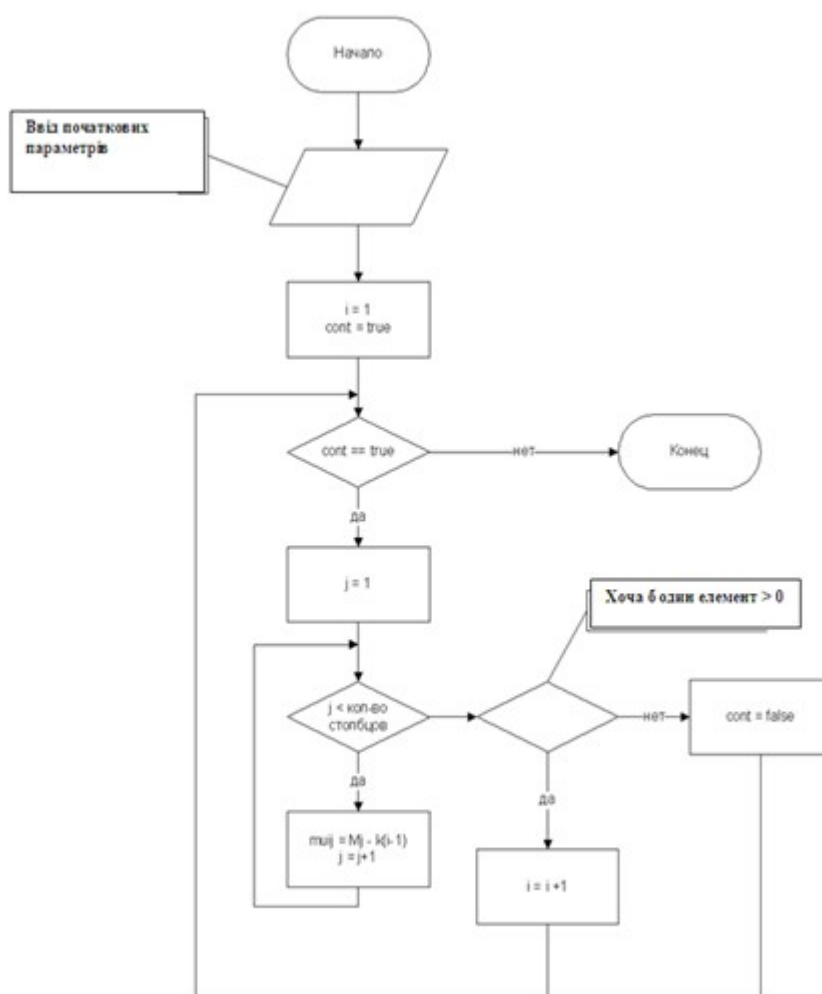 Начало
Ввід початкових
параметрів
i = 1
cont = true
cont == true
нет
Конец
да
j = 1
Хоча б один елемент > 0
j < кол-во
столбцов
нет
cont = false
да
да
muij = Mj - k(i-1)
j = j+1
i = i +1